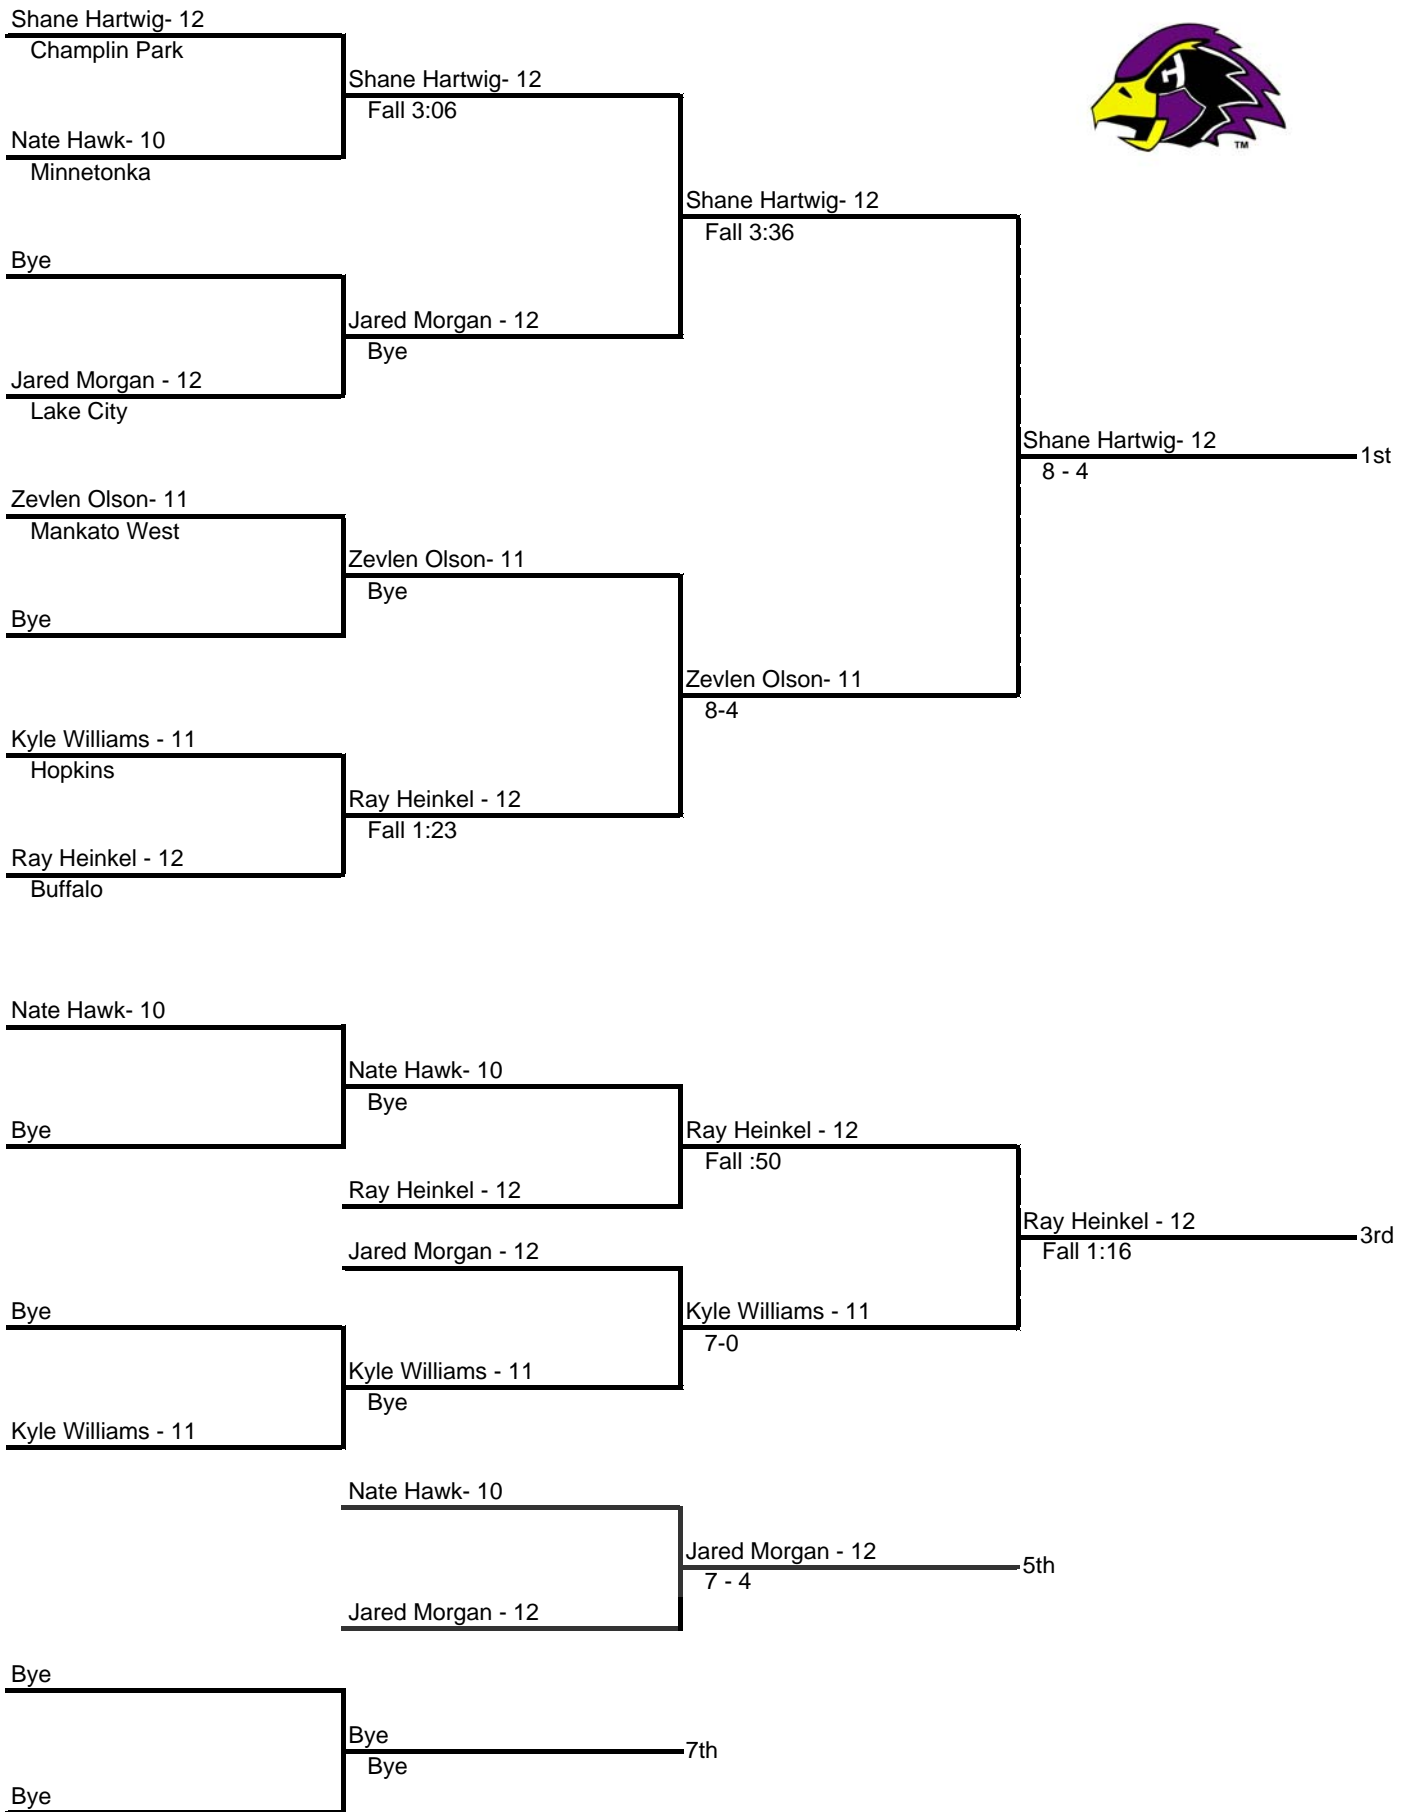 Shane Hartwig- 12
Champlin Park
Shane Hartwig- 12
Fall 3:06
Nate Hawk- 10
Minnetonka
TM
Shane Hartwig- 12
Fall 3:36
Bye
Jared Morgan - 12
Bye
Jared Morgan - 12
Lake City
Shane Hartwig- 12
1st
8 - 4
Zevlen Olson- 11
Mankato West
Zevlen Olson- 11
Bye
Bye
Zevlen Olson- 11
8-4
Kyle Williams - 11
Hopkins
Ray Heinkel - 12
Fall 1:23
Ray Heinkel - 12
Buffalo
Nate Hawk- 10
Nate Hawk- 10
Bye
Bye
Ray Heinkel - 12
Fall :50
Ray Heinkel - 12
Ray Heinkel - 12
3rd
Fall 1:16
Jared Morgan - 12
Bye
Kyle Williams - 11
7-0
Kyle Williams - 11
Bye
Kyle Williams - 11
Nate Hawk- 10
Jared Morgan - 12
5th
7 - 4
Jared Morgan - 12
Bye
Bye
7th
Bye
Bye